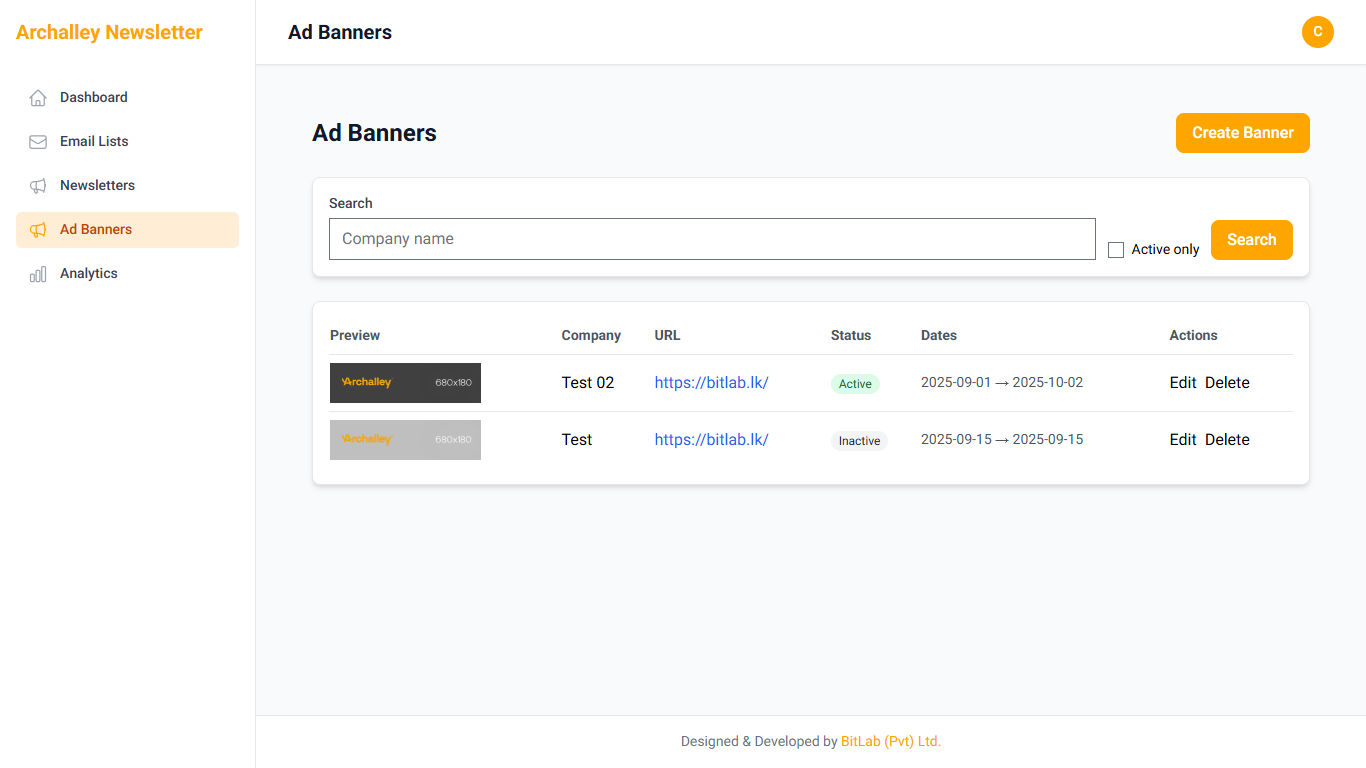 Archalley Newsletter
Ad Banners
C
Dashboard
Email Lists
Newsletters
Ad Banners
Analytics
Ad Banners
Create Banner
Search
Company name
Active only
Search
Preview Company URL Status Dates Actions
Archalley 680x180 Test 02 https://bitlab.lk/ Active 2025-09-01 → 2025-10-02 Edit Delete
Archalley 680x180 Test https://bitlab.lk/ Inactive 2025-09-15 → 2025-09-15 Edit Delete
Designed & Developed by BitLab (Pvt) Ltd.